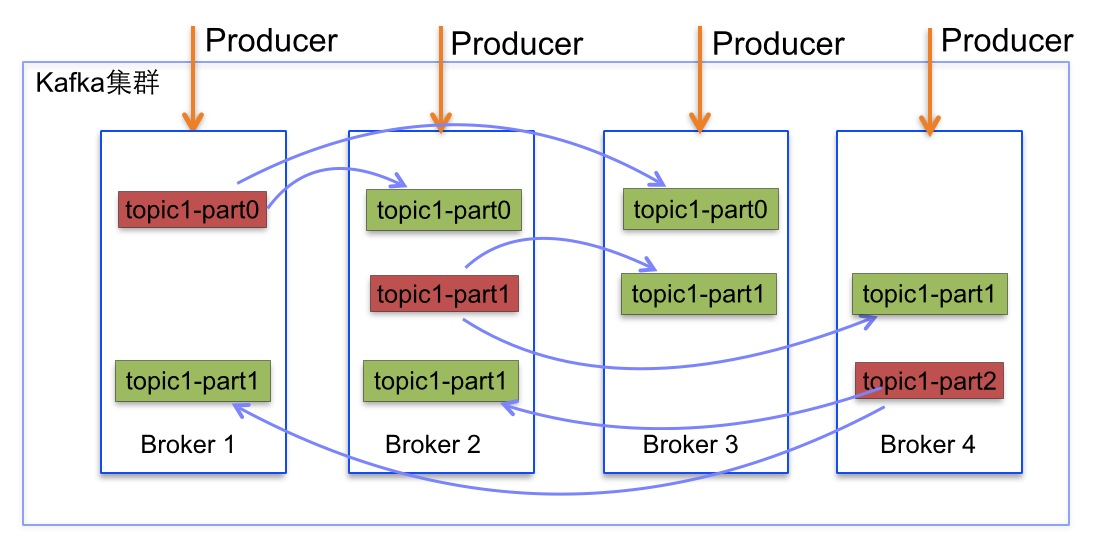 Producer
Producer
Producer
Producer
Kafka集群
topic1-part0
topic1-part0
topic1-part0
topic1-part1
topic1-part1
topic1-part1
topic1-part1
topic1-part1
topic1-part2
Broker 1
Broker 2
Broker 3
Broker 4